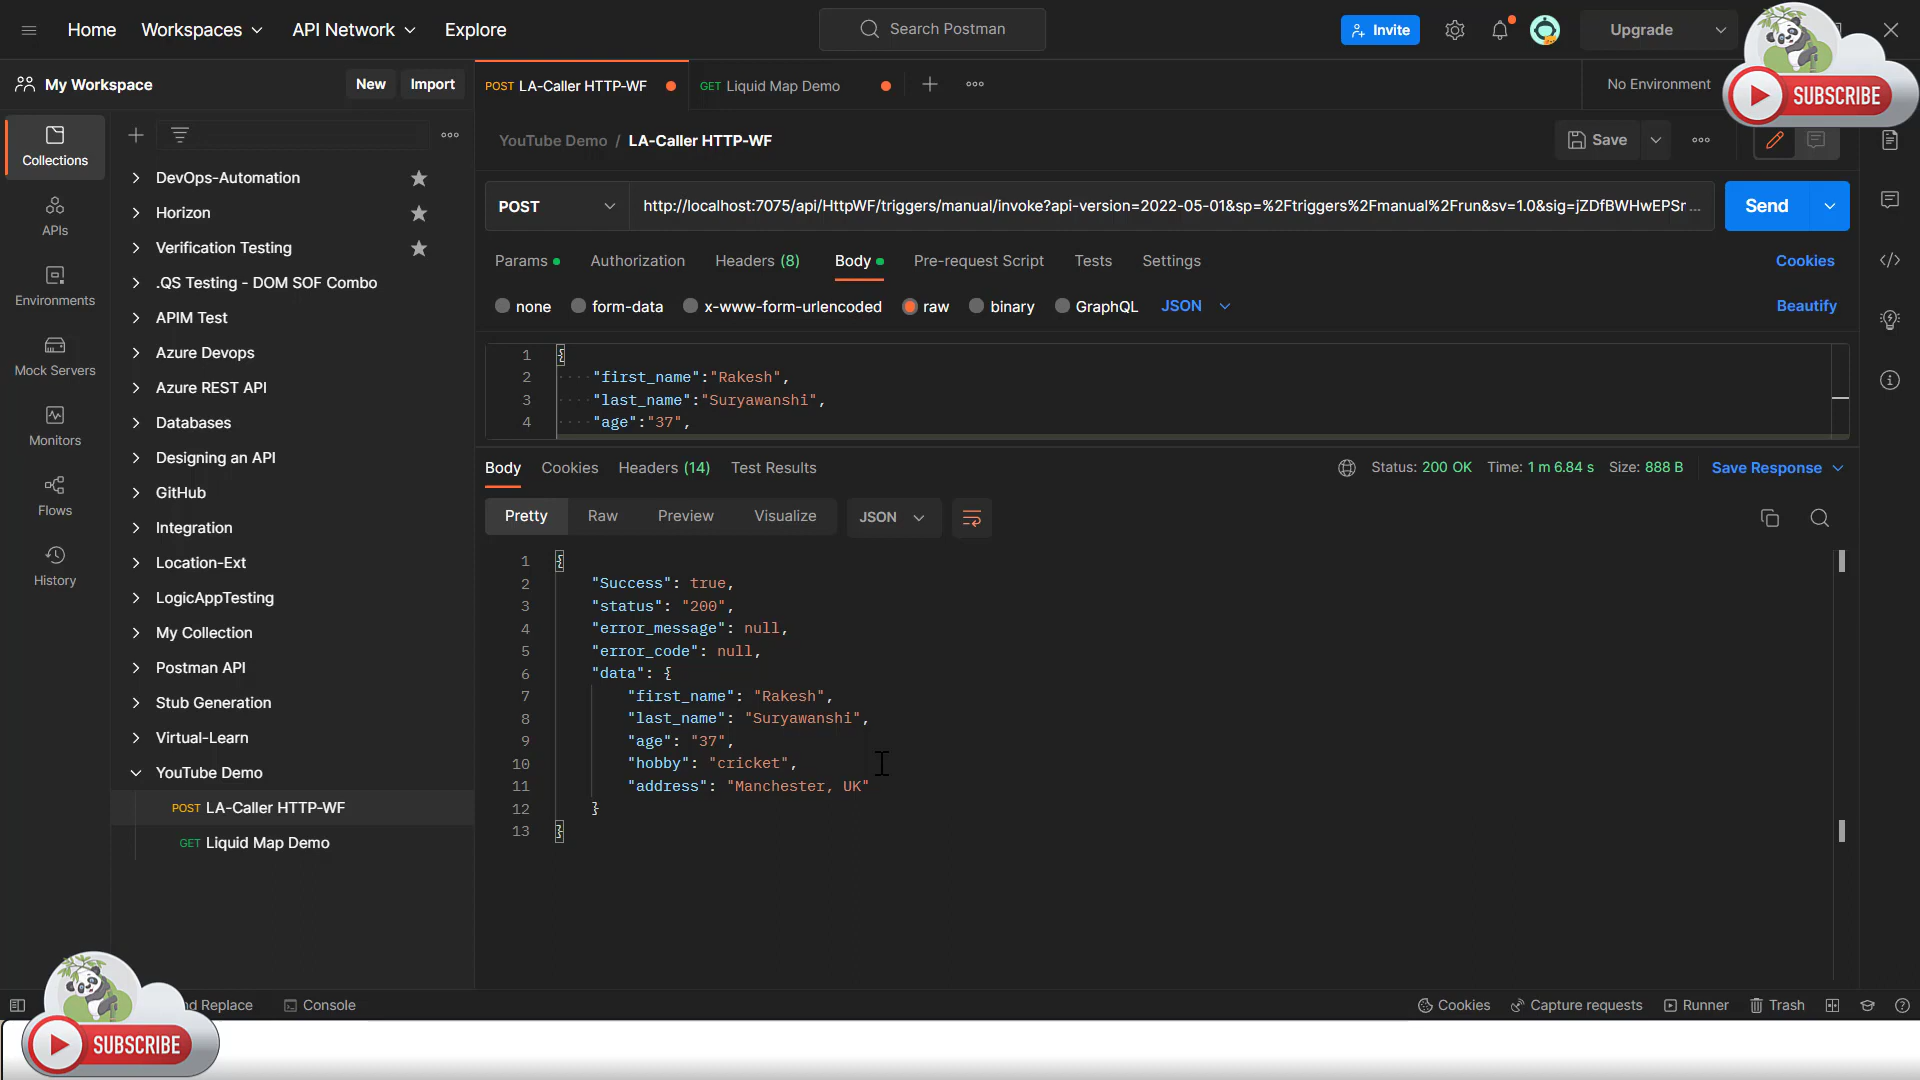 Home Workspaces API Network Explore Search Postman Invite Upgrade
My Workspace New Import POST LA-Caller HTTP-WF GET Liquid Map Demo No Environment SUBSCRIBE
YouTube Demo / LA-Caller HTTP-WF Save
Collections
APIs
Environments
Mock Servers
Monitors
Flows
History
DevOps-Automation
Horizon
Verification Testing
.QS Testing - DOM SOF Combo
APIM Test
Azure Devops
Azure REST API
Databases
Designing an API
GitHub
Integration
Location-Ext
LogicAppTesting
My Collection
Postman API
Stub Generation
Virtual-Learn
YouTube Demo
POST LA-Caller HTTP-WF
GET Liquid Map Demo
POST http://localhost:7075/api/HttpWF/triggers/manual/invoke?api-version=2022-05-01&sp=%2Ftriggers%2Fmanual%2Frun&sv=1.0&sig=jZDfBWHwEPSr ... Send
Params Authorization Headers (8) Body Pre-request Script Tests Settings Cookies
none form-data x-www-form-urlencoded raw binary GraphQL JSON Beautify
1 {
2 "first_name":"Rakesh",
3 "last_name":"Suryawanshi",
4 "age":"37",
Body Cookies Headers (14) Test Results Status: 200 OK Time: 1 m 6.84 s Size: 888 B Save Response
Pretty Raw Preview Visualize JSON
1 {
2 "Success": true,
3 "status": "200",
4 "error_message": null,
5 "error_code": null,
6 "data": {
7 "first_name": "Rakesh",
8 "last_name": "Suryawanshi",
9 "age": "37",
10 "hobby": "cricket",
11 "address": "Manchester, UK"
12 }
13 }
nd Replace Console Cookies Capture requests Runner Trash
SUBSCRIBE